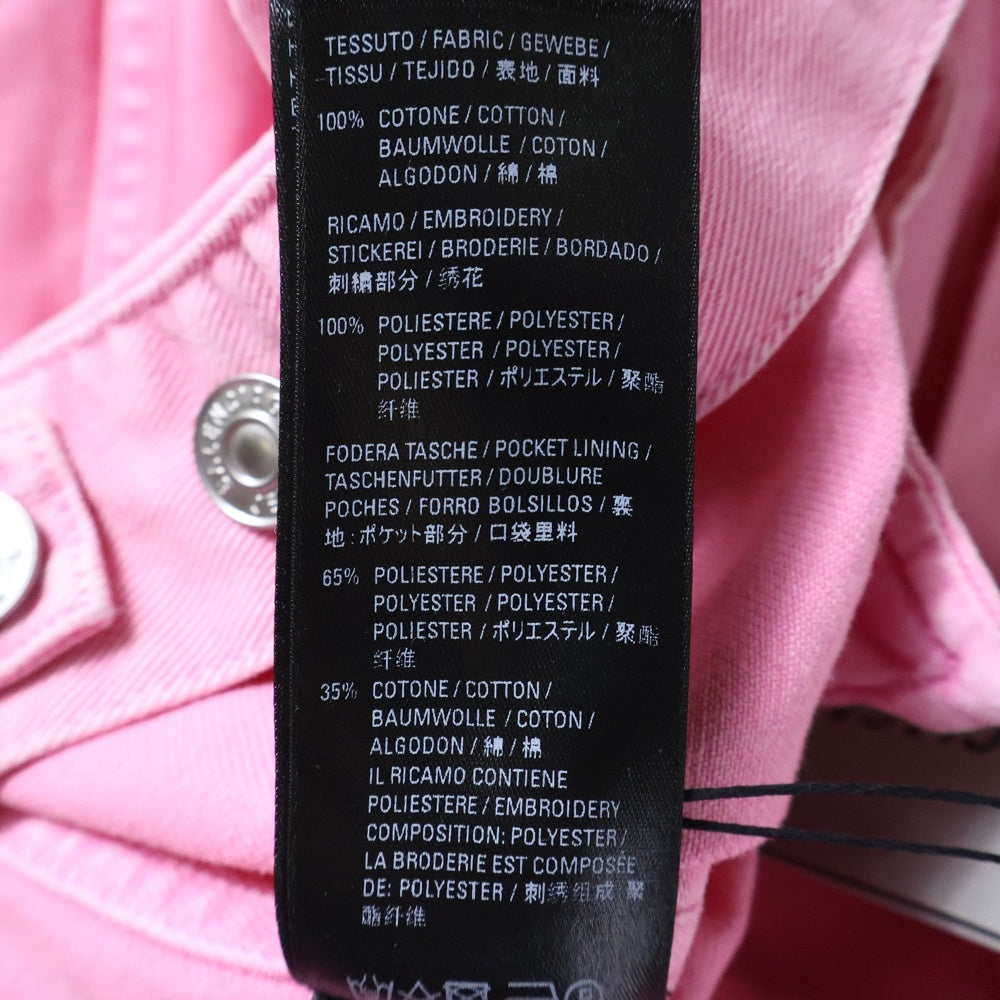 TESSUTO / FABRIC / GEWEBE /
TISSU / TEJIDO / 表地 / 面料
100% COTONE / COTTON /
BAUMWOLLE / COTON /
ALGODON / 綿 / 棉
RICAMO / EMBROIDERY /
STICKEREI / BRODERIE / BORDADO /
刺繍部分 / 绣花
100% POLIESTERE / POLYESTER /
POLYESTER / POLYESTER /
POLIESTER / ポリエステル / 聚酯
纤维
FODERA TASCHE / POCKET LINING /
TASCHENFUTTER / DOUBLURE
POCHES / FORRO BOLSILLOS / 裏
地:ポケット部分 / 口袋里料
65% POLIESTERE / POLYESTER /
POLYESTER / POLYESTER /
POLIESTER / ポリエステル / 聚酯
纤维
35% COTONE / COTTON /
BAUMWOLLE / COTON /
ALGODON / 綿 / 棉
IL RICAMO CONTIENE
POLIESTERE / EMBROIDERY
COMPOSITION: POLYESTER /
LA BRODERIE EST COMPOSÉE
DE: POLYESTER / 刺绣组成 聚
酯纤维